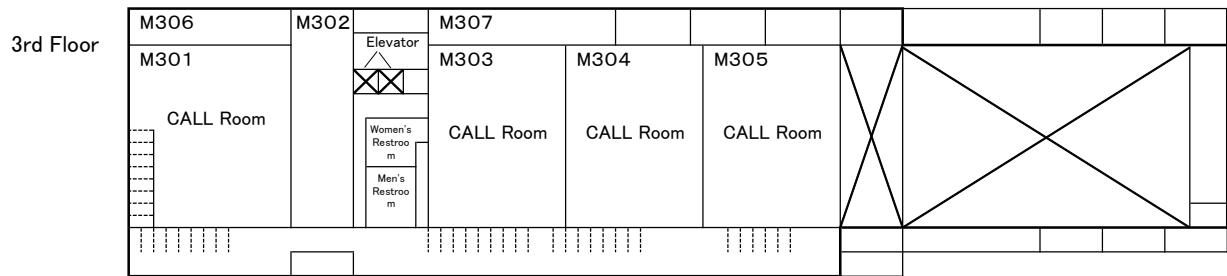 M306
M302
M307
3rd Floor
Elevator
M301
M303
M304
M305
CALL Room
CALL Room
CALL Room
CALL Room
Women's
Restroo
m
Men's
Restroo
m